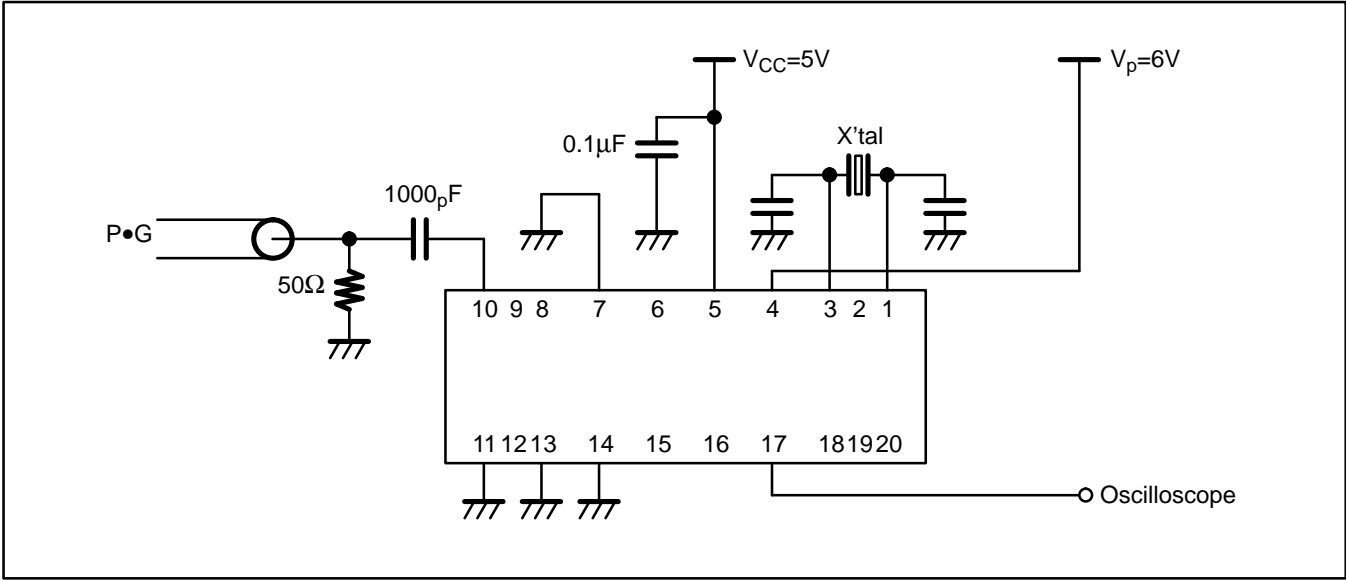 V_CC=5V
V_p=6V
0.1µF
X'tal
1000_pF
P•G
50Ω
10 9 8 7 6 5 4 3 2 1
11 12 13 14 15 16 17 18 19 20
Oscilloscope